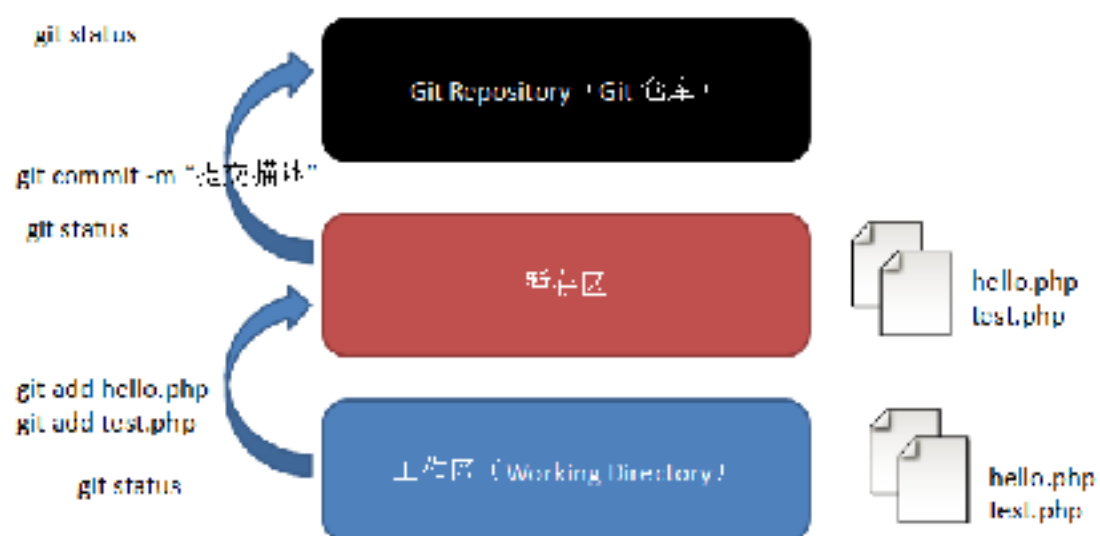 git status
Git Repository（Git 仓库）
git commit -m "提交描述"
git status
暂存区
hello.php
test.php
git add hello.php
git add test.php
工作区（Working Directory）
git status
hello.php
test.php